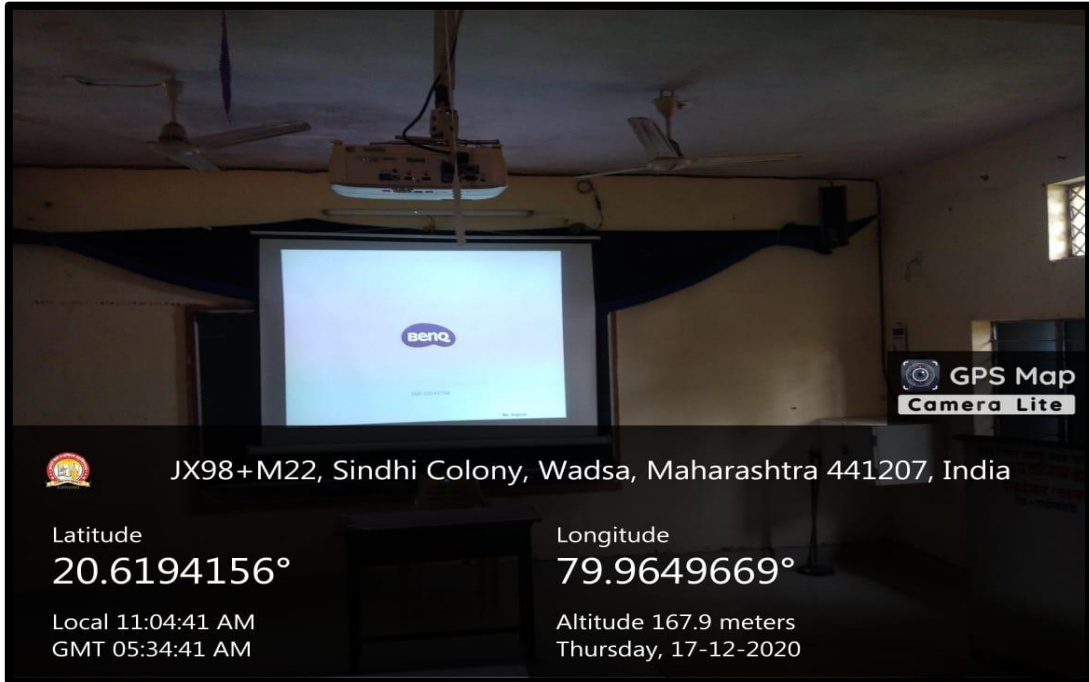 BenQ
GPS Map
Camera Lite
JX98+M22, Sindhi Colony, Wadsa, Maharashtra 441207, India
Latitude
20.6194156°
Longitude
79.9649669°
Local 11:04:41 AM
GMT 05:34:41 AM
Altitude 167.9 meters
Thursday, 17-12-2020